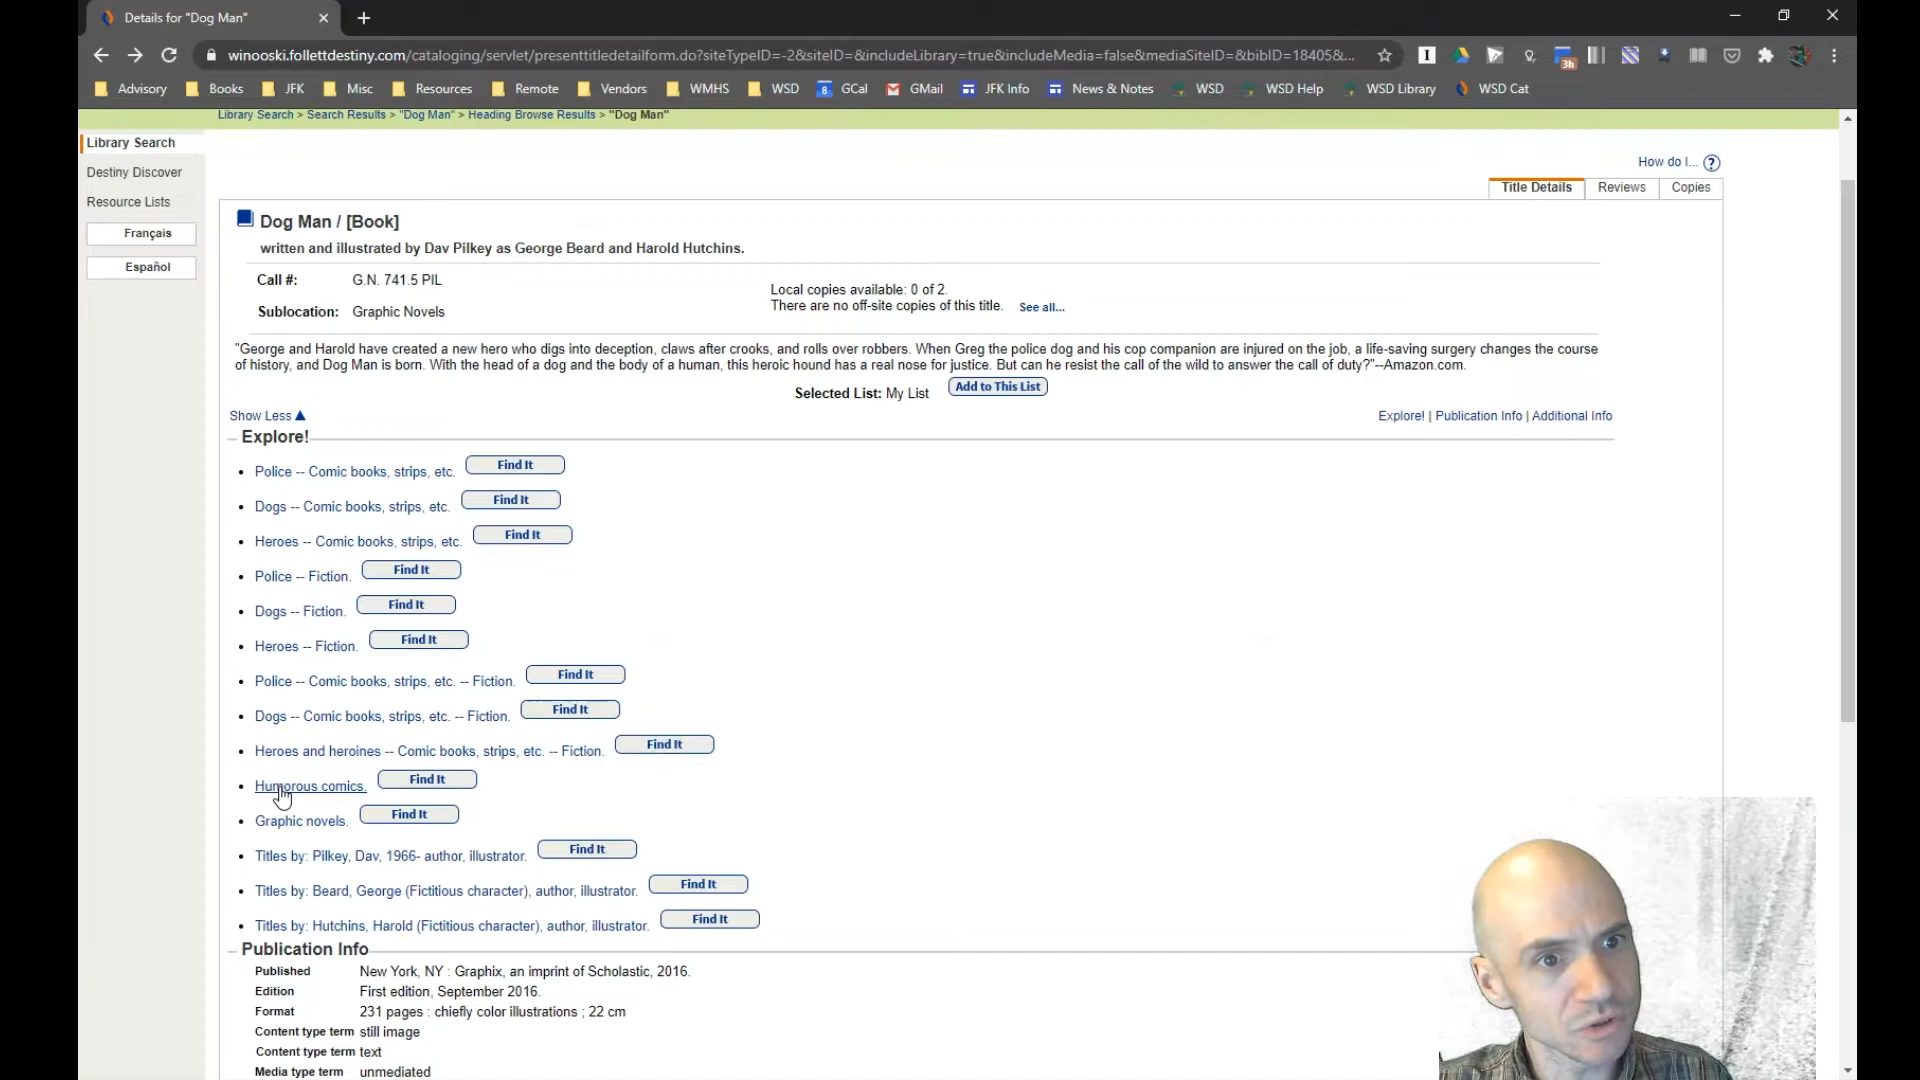 Details for "Dog Man"
winooski.follettdestiny.com/cataloging/servlet/presenttitledetailform.do?siteTypeID=-2&siteID=&includeLibrary=true&includeMedia=false&mediaSiteID=&bibID=18405&...
3h
Advisory Books JFK Misc Resources Remote Vendors WMHS WSD 8 GCal GMail JFK Info News & Notes WSD WSD Help WSD Library WSD Cat
Library Search > Search Results > "Dog Man" > Heading Browse Results > "Dog Man"
Library Search
Destiny Discover
Resource Lists
Français
Español
How do I... ?
Title Details Reviews Copies
Dog Man / [Book]
written and illustrated by Dav Pilkey as George Beard and Harold Hutchins.
Call #: G.N. 741.5 PIL
Sublocation: Graphic Novels
Local copies available: 0 of 2.
There are no off-site copies of this title. See all...
"George and Harold have created a new hero who digs into deception, claws after crooks, and rolls over robbers. When Greg the police dog and his cop companion are injured on the job, a life-saving surgery changes the course
of history, and Dog Man is born. With the head of a dog and the body of a human, this heroic hound has a real nose for justice. But can he resist the call of the wild to answer the call of duty?"--Amazon.com.
Selected List: My List Add to This List
Show Less Explore! | Publication Info | Additional Info
Explore!
• Police -- Comic books, strips, etc. Find It
• Dogs -- Comic books, strips, etc. Find It
• Heroes -- Comic books, strips, etc. Find It
• Police -- Fiction. Find It
• Dogs -- Fiction. Find It
• Heroes -- Fiction. Find It
• Police -- Comic books, strips, etc. -- Fiction. Find It
• Dogs -- Comic books, strips, etc. -- Fiction. Find It
• Heroes and heroines -- Comic books, strips, etc. -- Fiction. Find It
• Humorous comics. Find It
• Graphic novels. Find It
• Titles by: Pilkey, Dav, 1966- author, illustrator. Find It
• Titles by: Beard, George (Fictitious character), author, illustrator. Find It
• Titles by: Hutchins, Harold (Fictitious character), author, illustrator. Find It
Publication Info
Published New York, NY : Graphix, an imprint of Scholastic, 2016.
Edition First edition, September 2016.
Format 231 pages : chiefly color illustrations ; 22 cm
Content type term still image
Content type term text
Media type term unmediated